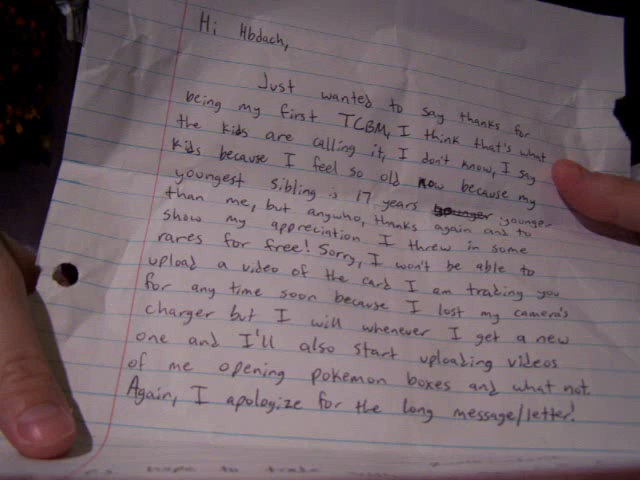 Hi Hbdach,
Just wanted to say thanks for
being my first TCBM, I think that's what
the kids are calling it, I don't know, I say
kids because I feel so old now because my
youngest sibling is 17 years younger
than me, but anywho, thanks again and to
show my appreciation I threw in some
rares for free! Sorry, I won't be able to
upload a video of the card I am trading you
for any time soon because I lost my camera's
charger but I will whenever I get a new
one and I'll also start uploading videos
of me opening pokemon boxes and what not.
Again, I apologize for the long message/letter!